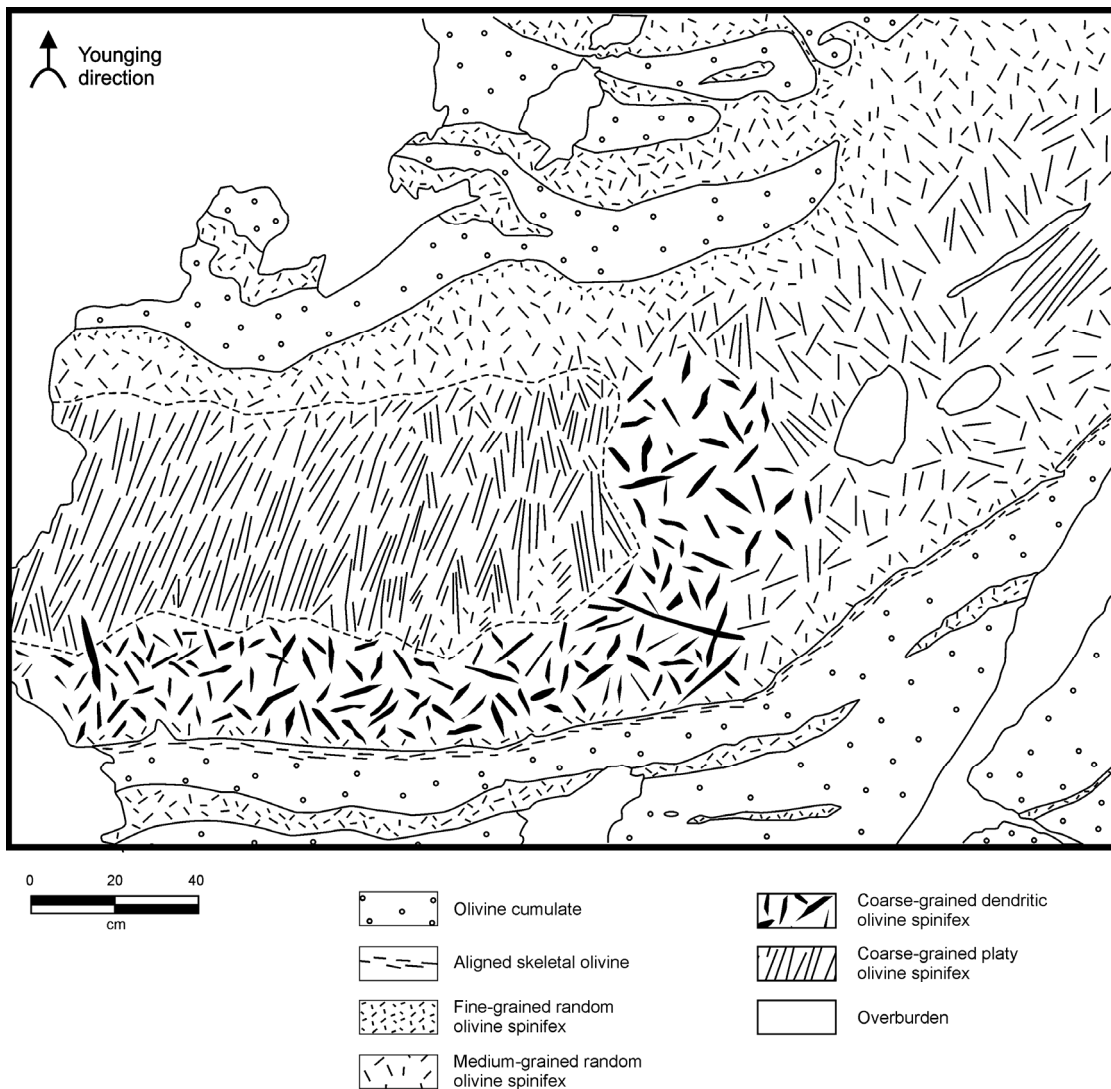 Younging
direction
0 20 40
cm
Olivine cumulate
Aligned skeletal olivine
Fine-grained random
olivine spinifex
Medium-grained random
olivine spinifex
Coarse-grained dendritic
olivine spinifex
Coarse-grained platy
olivine spinifex
Overburden